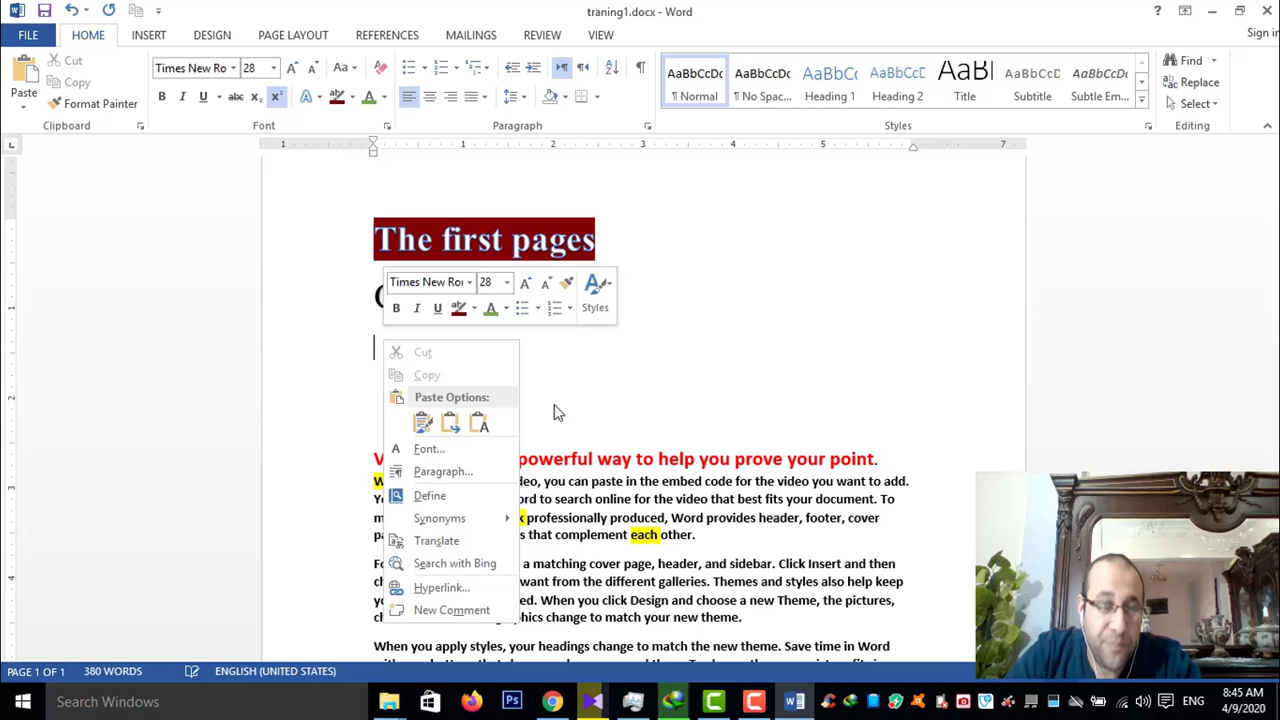 traning1.docx - Word
Sign in
FILE HOME INSERT DESIGN PAGE LAYOUT REFERENCES MAILINGS REVIEW VIEW
Cut
Copy
Format Painter
Paste
Clipboard
Times New Ro 28
Font
Paragraph
AaBbCcDc AaBbCcDc AaBbCc AaBbCcD AaBl AaBbCcD AaBbCcDc
¶ Normal ¶ No Spac... Heading 1 Heading 2 Title Subtitle Subtle Em...
Styles
Find
Replace
Select
Editing
1 1 2 3 4 5 7
The first pages
Times New Ro 28
Styles
Cut
Copy
Paste Options:
Font...
Paragraph...
Define
Synonyms
Translate
Search with Bing
Hyperlink...
New Comment
powerful way to help you prove your point.
you can paste in the embed code for the video you want to add.
to search online for the video that best fits your document. To
professionally produced, Word provides header, footer, cover
that complement each other.
a matching cover page, header, and sidebar. Click Insert and then
want from the different galleries. Themes and styles also help keep
When you click Design and choose a new Theme, the pictures,
change to match your new theme.
When you apply styles, your headings change to match the new theme. Save time in Word
PAGE 1 OF 1 380 WORDS ENGLISH (UNITED STATES)
Search Windows
ENG
8:45 AM
4/9/2020